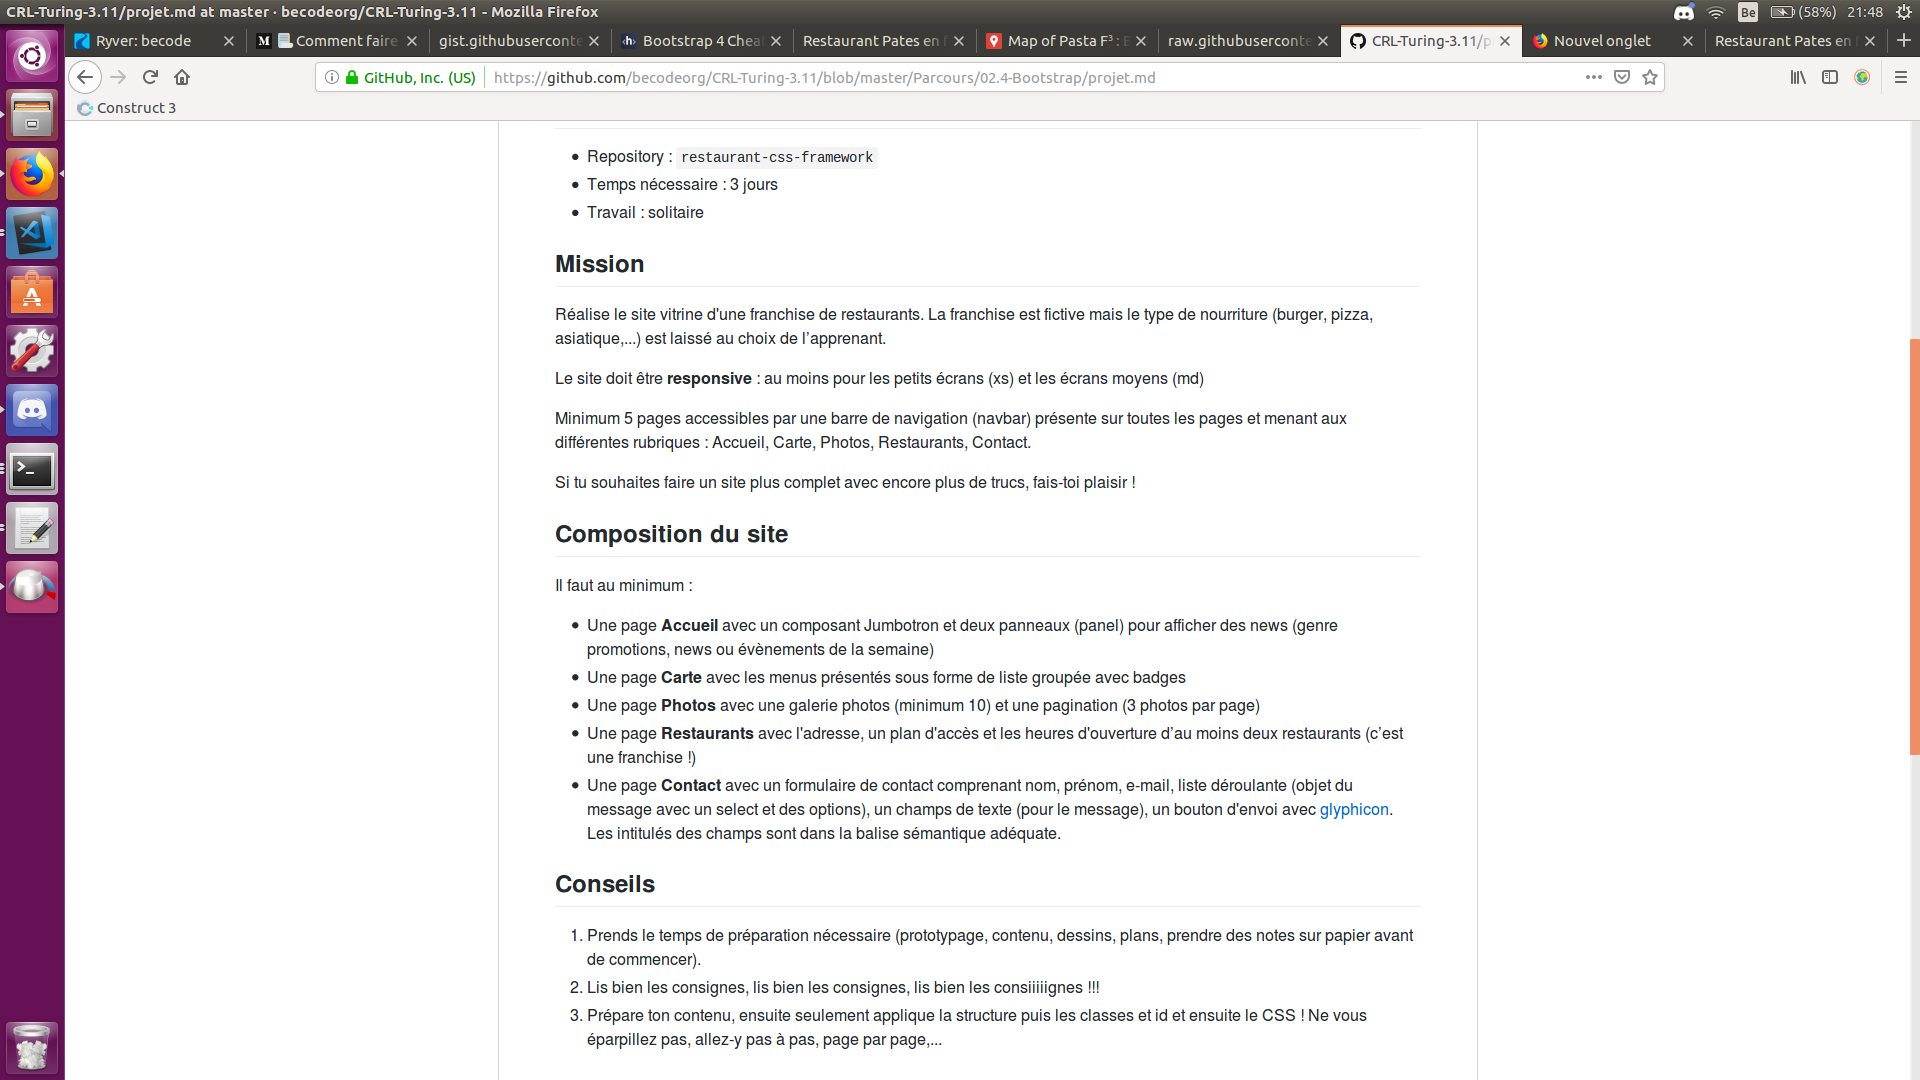 CRL-Turing-3.11/projet.md at master · becodeorg/CRL-Turing-3.11 - Mozilla Firefox
Be (58%) 21:48
Ryver: becode
Comment faire
gist.githubuserconte
Bootstrap 4 Chea
Restaurant Pates en
Map of Pasta F³ : B
raw.githubuserconte
CRL-Turing-3.11/p
Nouvel onglet
Restaurant Pates en
GitHub, Inc. (US)
https://github.com/becodeorg/CRL-Turing-3.11/blob/master/Parcours/02.4-Bootstrap/projet.md
Construct 3
Repository : restaurant-css-framework
Temps nécessaire : 3 jours
Travail : solitaire
Mission
Réalise le site vitrine d'une franchise de restaurants. La franchise est fictive mais le type de nourriture (burger, pizza,
asiatique,...) est laissé au choix de l’apprenant.
Le site doit être responsive : au moins pour les petits écrans (xs) et les écrans moyens (md)
Minimum 5 pages accessibles par une barre de navigation (navbar) présente sur toutes les pages et menant aux
différentes rubriques : Accueil, Carte, Photos, Restaurants, Contact.
Si tu souhaites faire un site plus complet avec encore plus de trucs, fais-toi plaisir !
Composition du site
Il faut au minimum :
Une page Accueil avec un composant Jumbotron et deux panneaux (panel) pour afficher des news (genre
promotions, news ou évènements de la semaine)
Une page Carte avec les menus présentés sous forme de liste groupée avec badges
Une page Photos avec une galerie photos (minimum 10) et une pagination (3 photos par page)
Une page Restaurants avec l'adresse, un plan d'accès et les heures d'ouverture d’au moins deux restaurants (c’est
une franchise !)
Une page Contact avec un formulaire de contact comprenant nom, prénom, e-mail, liste déroulante (objet du
message avec un select et des options), un champs de texte (pour le message), un bouton d'envoi avec glyphicon.
Les intitulés des champs sont dans la balise sémantique adéquate.
Conseils
1. Prends le temps de préparation nécessaire (prototypage, contenu, dessins, plans, prendre des notes sur papier avant
de commencer).
2. Lis bien les consignes, lis bien les consignes, lis bien les consiiiiignes !!!
3. Prépare ton contenu, ensuite seulement applique la structure puis les classes et id et ensuite le CSS ! Ne vous
éparpillez pas, allez-y pas à pas, page par page,...